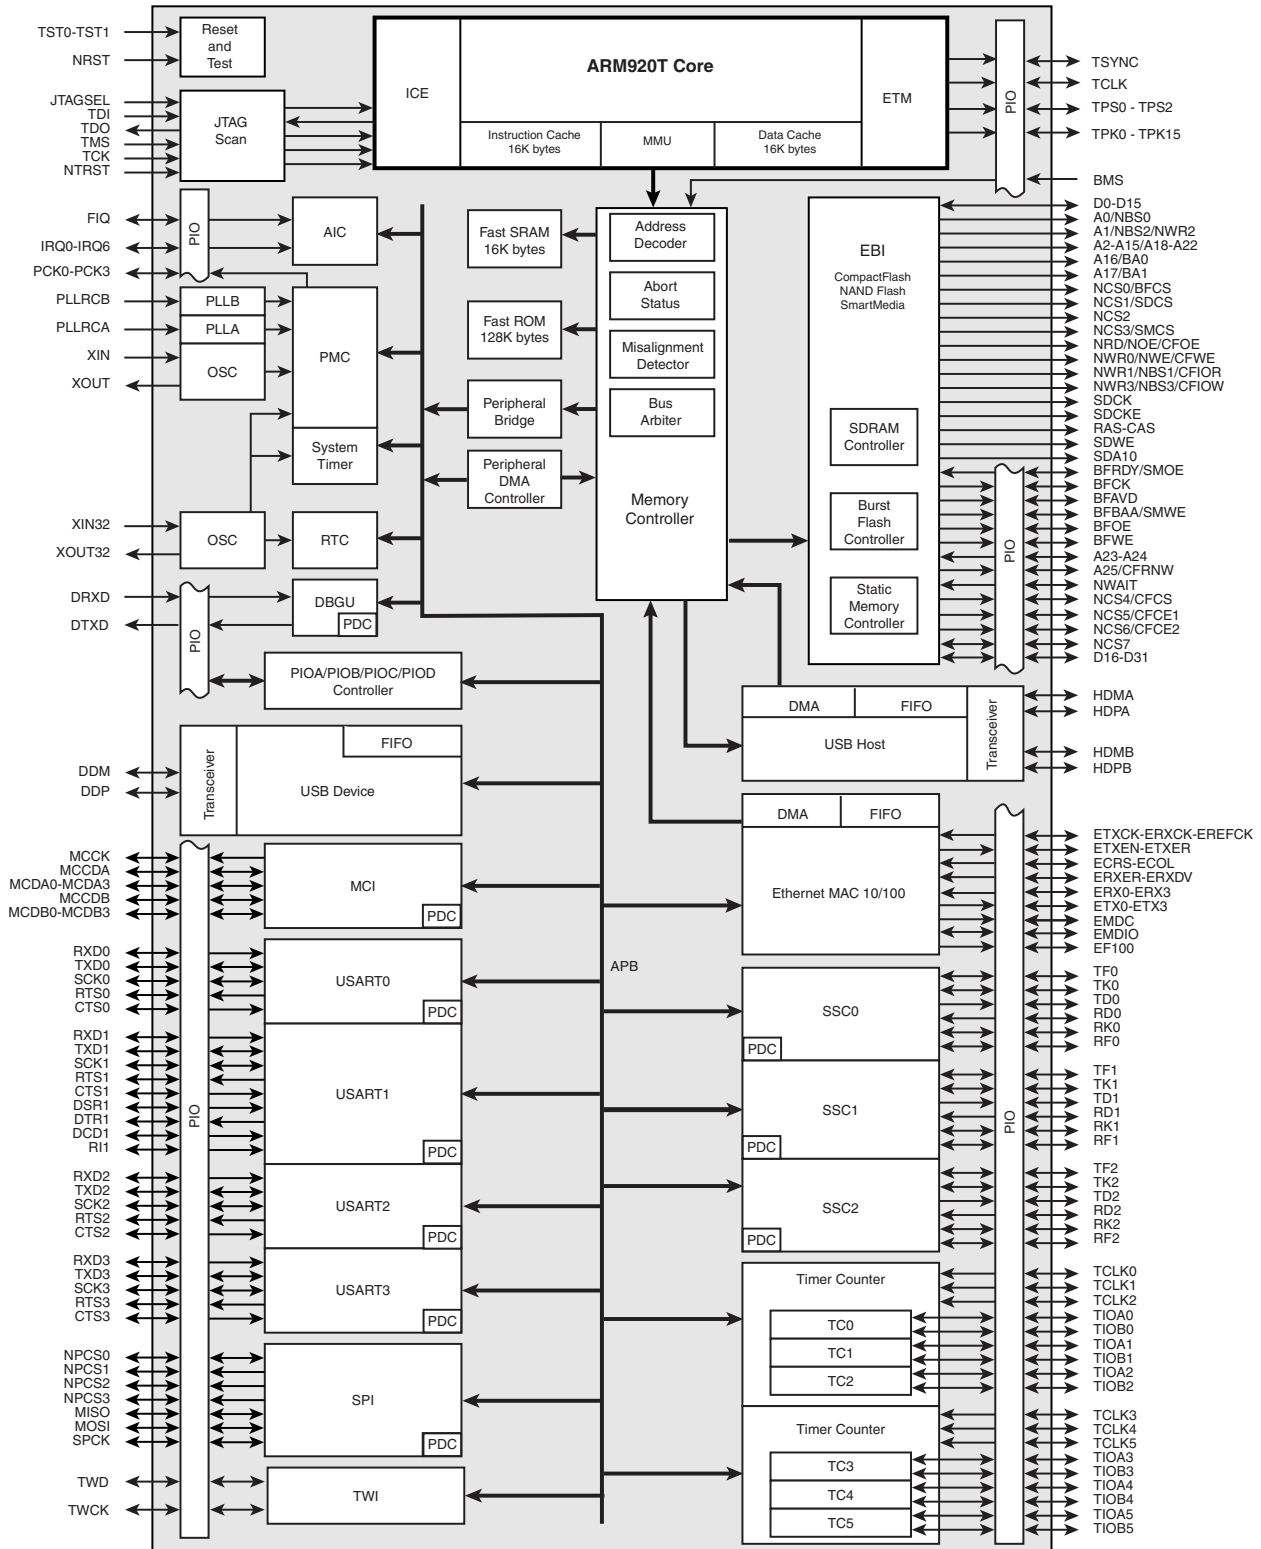 TST0-TST1
NRST
Reset
and
Test
JTAGSEL
TDI
TDO
TMS
TCK
NTRST
JTAG
Scan
ICE
ARM920T Core
Instruction Cache
16K bytes
MMU
Data Cache
16K bytes
ETM
PIO
TSYNC
TCLK
TPS0 - TPS2
TPK0 - TPK15
BMS
FIQ
IRQ0-IRQ6
PCK0-PCK3
PLLRCB
PLLRCA
XIN
XOUT
PIO
AIC
PLLB
PLLA
OSC
PMC
System
Timer
XIN32
XOUT32
OSC
RTC
DRXD
DTXD
PIO
DBGU
PDC
PIOA/PIOB/PIOC/PIOD
Controller
Fast SRAM
16K bytes
Fast ROM
128K bytes
Peripheral
Bridge
Peripheral
DMA
Controller
Address
Decoder
Abort
Status
Misalignment
Detector
Bus
Arbiter
Memory
Controller
EBI
CompactFlash
NAND Flash
SmartMedia
SDRAM
Controller
Burst
Flash
Controller
Static
Memory
Controller
D0-D15
A0/NBS0
A1/NBS2/NWR2
A2-A15/A18-A22
A16/BA0
A17/BA1
NCS0/BFCS
NCS1/SDCS
NCS2
NCS3/SMCS
NRD/NOE/CFOE
NWR0/NWE/CFWE
NWR1/NBS1/CFIOR
NWR3/NBS3/CFIOW
SDCK
SDCKE
RAS-CAS
SDWE
SDA10
PIO
BFRDY/SMOE
BFCK
BFAVD
BFBAA/SMWE
BFOE
BFWE
A23-A24
A25/CFRNW
NWAIT
NCS4/CFCS
NCS5/CFCE1
NCS6/CFCE2
NCS7
D16-D31
DMA
FIFO
USB Host
Transceiver
HDMA
HDPA
HDMB
HDPB
DDM
DDP
Transceiver
FIFO
USB Device
DMA
FIFO
Ethernet MAC 10/100
ETXCK-ERXCK-EREFCK
ETXEN-ETXER
ECRS-ECOL
ERXER-ERXDV
ERX0-ERX3
ETX0-ETX3
EMDC
EMDIO
EF100
MCCK
MCCDA
MCDA0-MCDA3
MCCDB
MCDB0-MCDB3
MCI
PDC
RXD0
TXD0
SCK0
RTS0
CTS0
USART0
PDC
APB
RXD1
TXD1
SCK1
RTS1
CTS1
DSR1
DTR1
DCD1
RI1
PIO
USART1
PDC
RXD2
TXD2
SCK2
RTS2
CTS2
USART2
PDC
RXD3
TXD3
SCK3
RTS3
CTS3
USART3
PDC
NPCS0
NPCS1
NPCS2
NPCS3
MISO
MOSI
SPCK
SPI
PDC
TWD
TWCK
TWI
SSC0
PDC
TF0
TK0
TD0
RD0
RK0
RF0
SSC1
PDC
PIO
TF1
TK1
TD1
RD1
RK1
RF1
SSC2
PDC
TF2
TK2
TD2
RD2
RK2
RF2
Timer Counter
TC0
TC1
TC2
TCLK0
TCLK1
TCLK2
TIOA0
TIOB0
TIOA1
TIOB1
TIOA2
TIOB2
Timer Counter
TC3
TC4
TC5
TCLK3
TCLK4
TCLK5
TIOA3
TIOB3
TIOA4
TIOB4
TIOA5
TIOB5